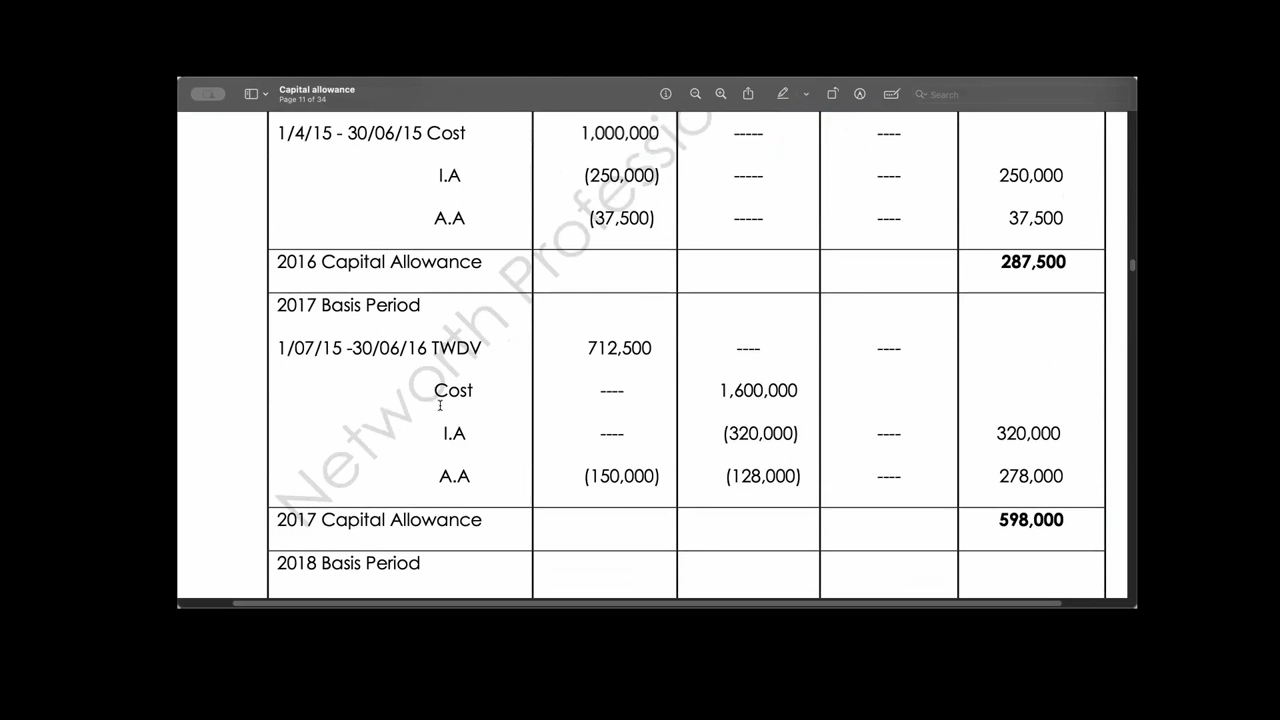 Capital allowance
Page 11 of 34
Search
1/4/15 - 30/06/15 Cost 1,000,000 ----- ----
I.A (250,000) ----- ---- 250,000
A.A (37,500) ----- ---- 37,500
2016 Capital Allowance 287,500
2017 Basis Period
1/07/15 -30/06/16 TWDV 712,500 ---- ----
Cost ---- 1,600,000
I.A ---- (320,000) ---- 320,000
A.A (150,000) (128,000) ---- 278,000
2017 Capital Allowance 598,000
2018 Basis Period
Networth Professio